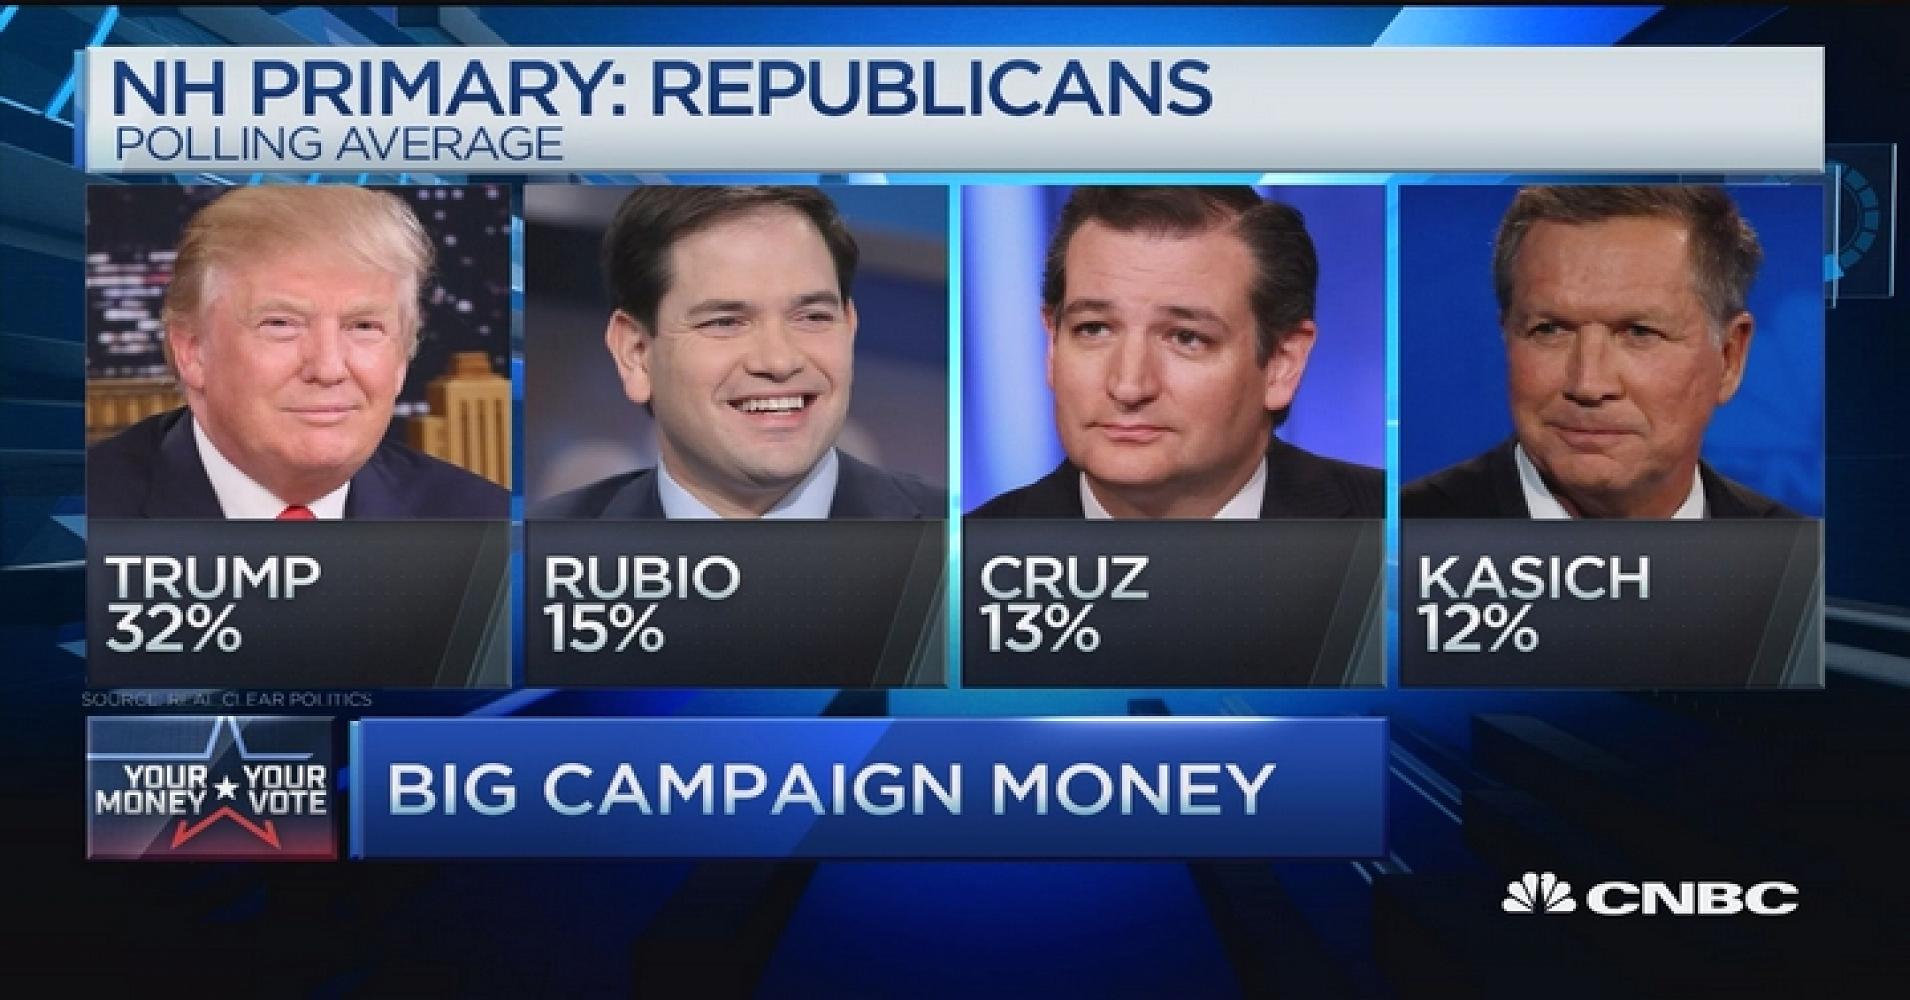 NH PRIMARY: REPUBLICANS
POLLING AVERAGE
TRUMP
32%
RUBIO
15%
CRUZ
13%
KASICH
12%
SOURCE: REAL CLEAR POLITICS
YOUR ★ YOUR
MONEY VOTE
BIG CAMPAIGN MONEY
CNBC